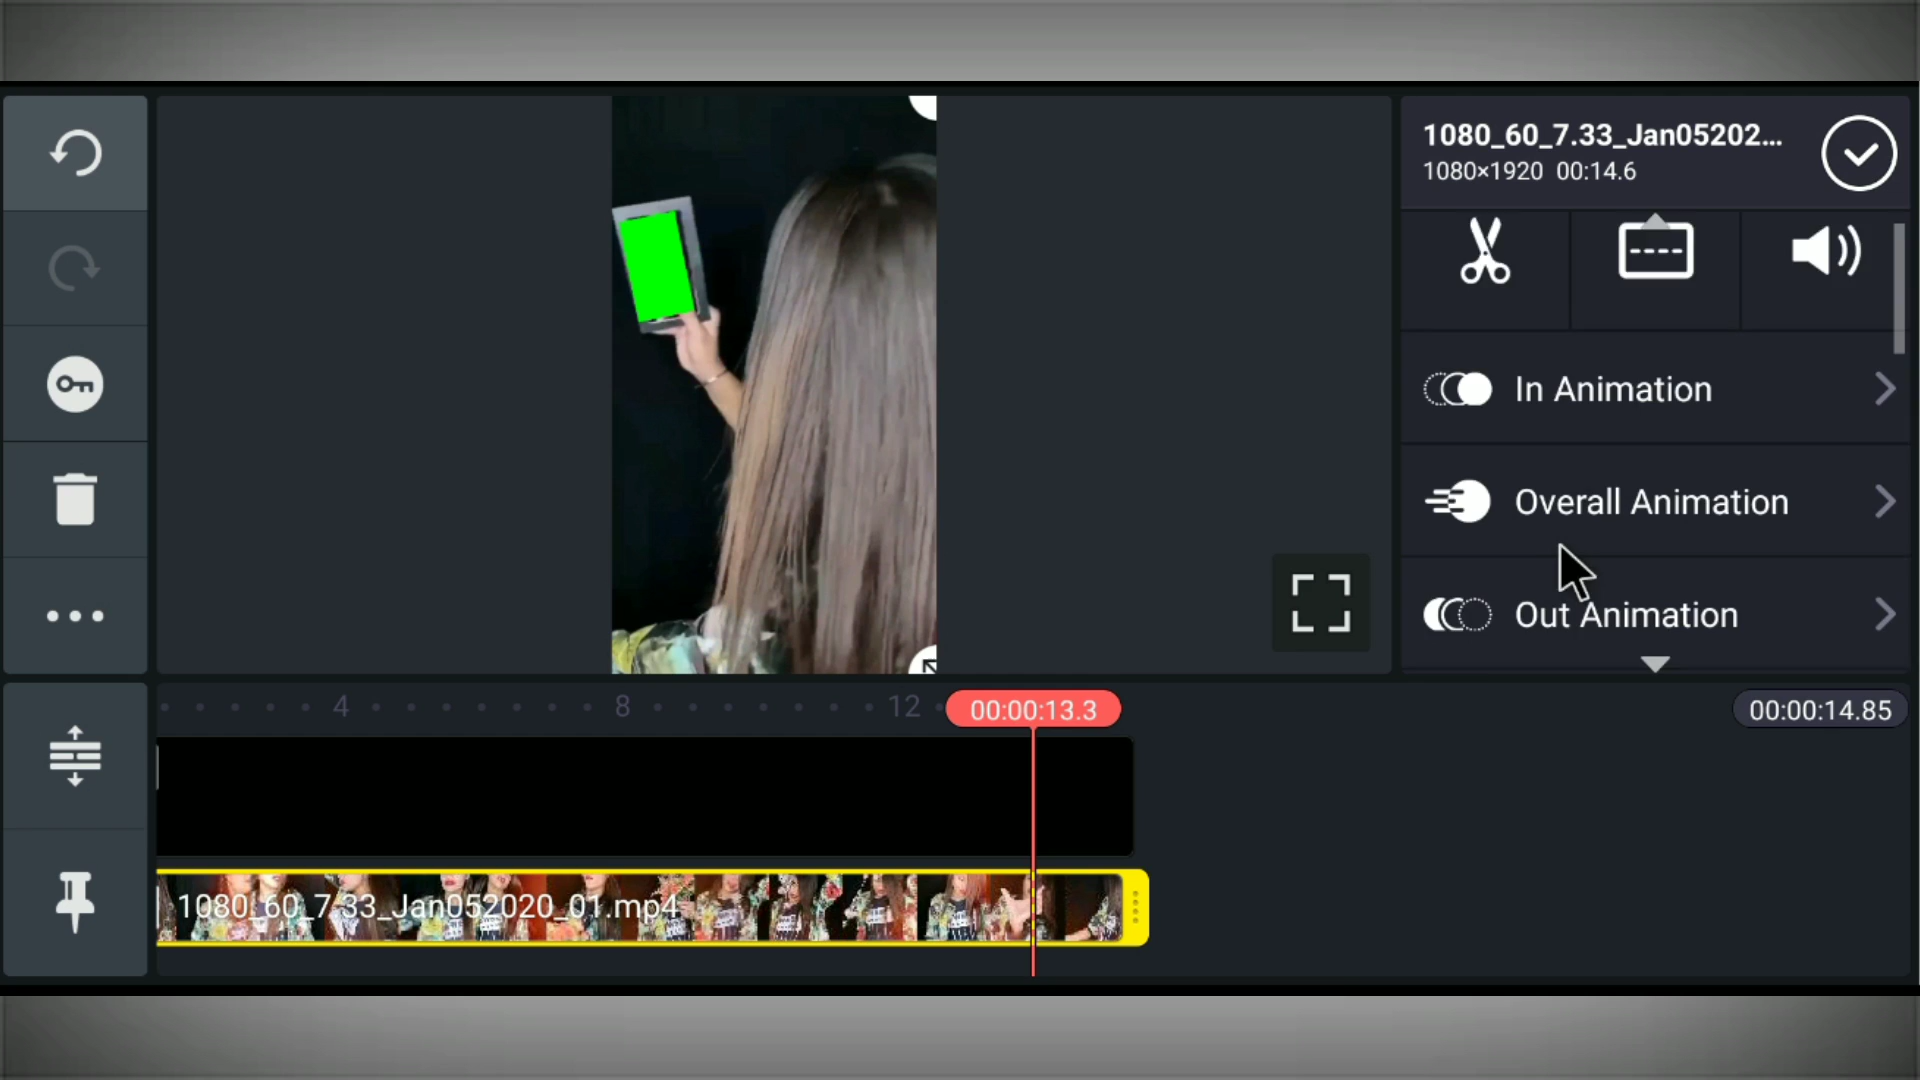 1080_60_7.33_Jan05202...
1080×1920 00:14.6
In Animation
Overall Animation
Out Animation
4
8
12
00:00:13.3
00:00:14.85
1080_60_7.33_Jan052020_01.mp4